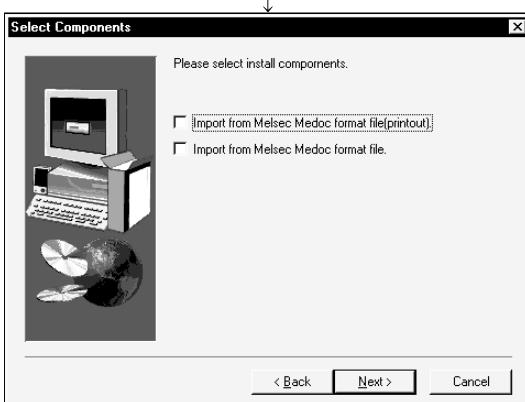 Select Components
Please select install compornents.
Import from Melsec Medoc format file(printout).
Import from Melsec Medoc format file.
< Back
Next >
Cancel